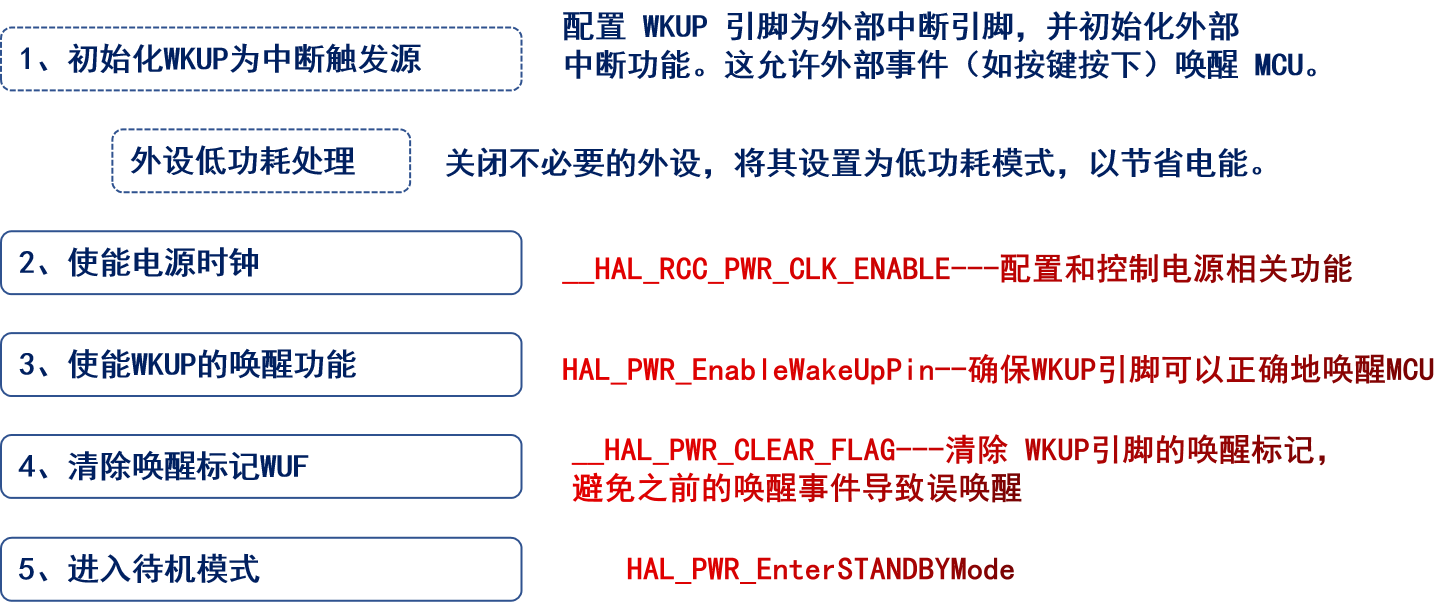 1、初始化WKUP为中断触发源
配置 WKUP 引脚为外部中断引脚，并初始化外部
中断功能。这允许外部事件（如按键按下）唤醒 MCU。
外设低功耗处理
关闭不必要的外设，将其设置为低功耗模式，以节省电能。
2、使能电源时钟
__HAL_RCC_PWR_CLK_ENABLE---配置和控制电源相关功能
3、使能WKUP的唤醒功能
HAL_PWR_EnableWakeUpPin--确保WKUP引脚可以正确地唤醒MCU
4、清除唤醒标记WUF
__HAL_PWR_CLEAR_FLAG---清除 WKUP引脚的唤醒标记，
避免之前的唤醒事件导致误唤醒
5、进入待机模式
HAL_PWR_EnterSTANDBYMode